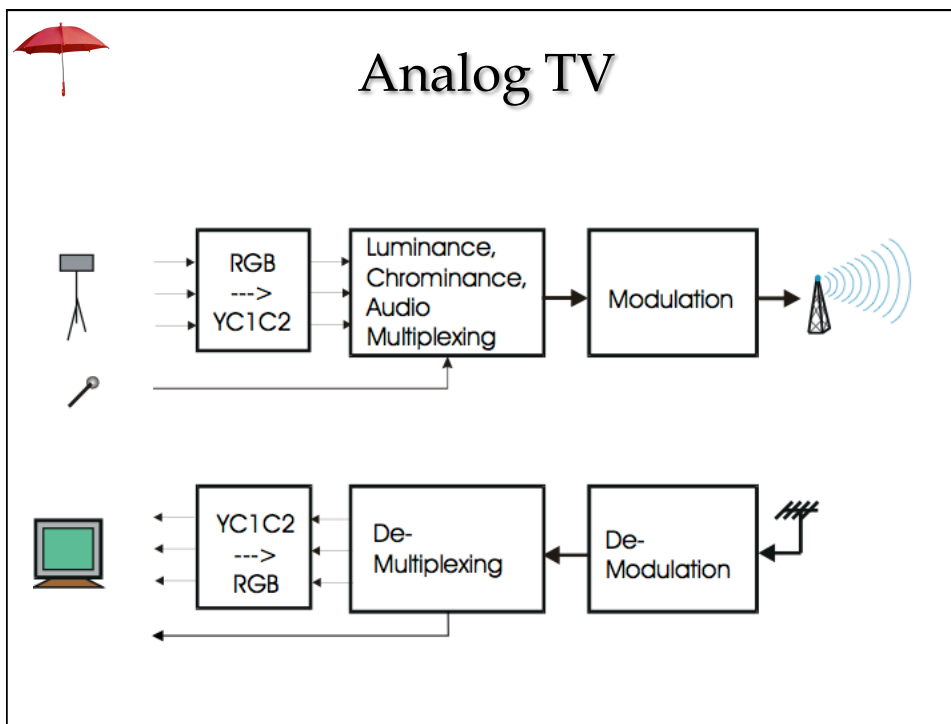 Analog TV
RGB
--->
YC1C2
Luminance,
Chrominance,
Audio
Multiplexing
Modulation
YC1C2
--->
RGB
De-
Multiplexing
De-
Modulation